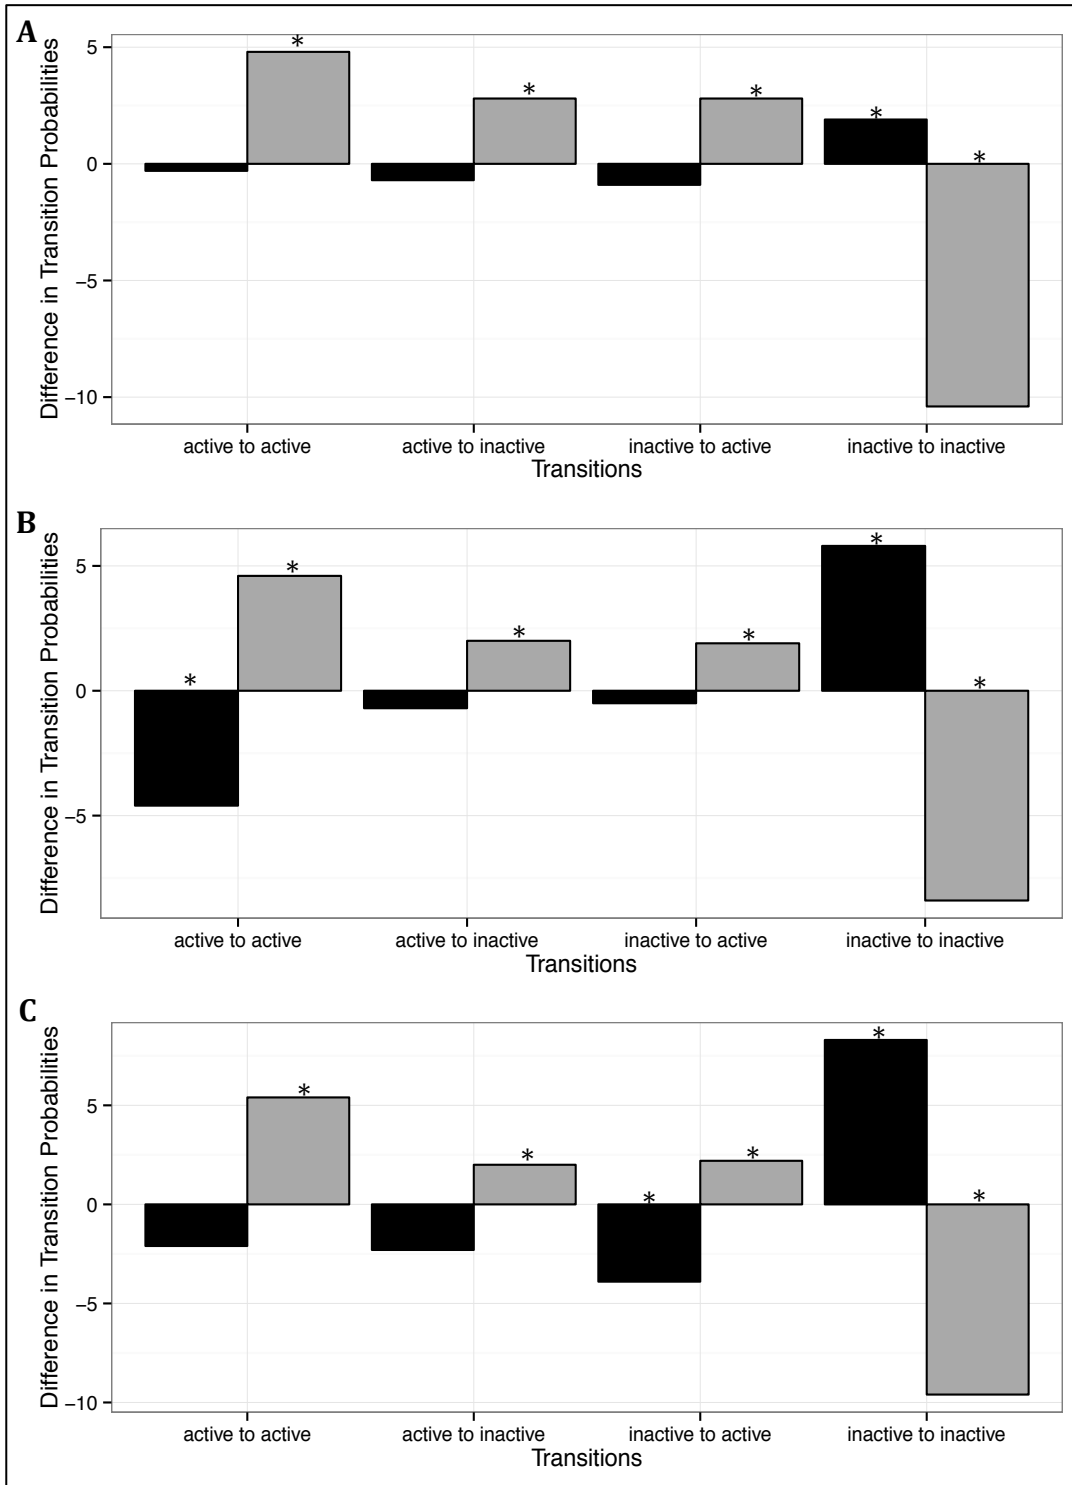 A
Difference in Transition Probabilities
5
0
−5
−10
* * * * *
active to active active to inactive inactive to active inactive to inactive
Transitions
B
Difference in Transition Probabilities
5
0
−5
* * * * * *
active to active active to inactive inactive to active inactive to inactive
Transitions
C
Difference in Transition Probabilities
5
0
−5
−10
* * * * * *
active to active active to inactive inactive to active inactive to inactive
Transitions